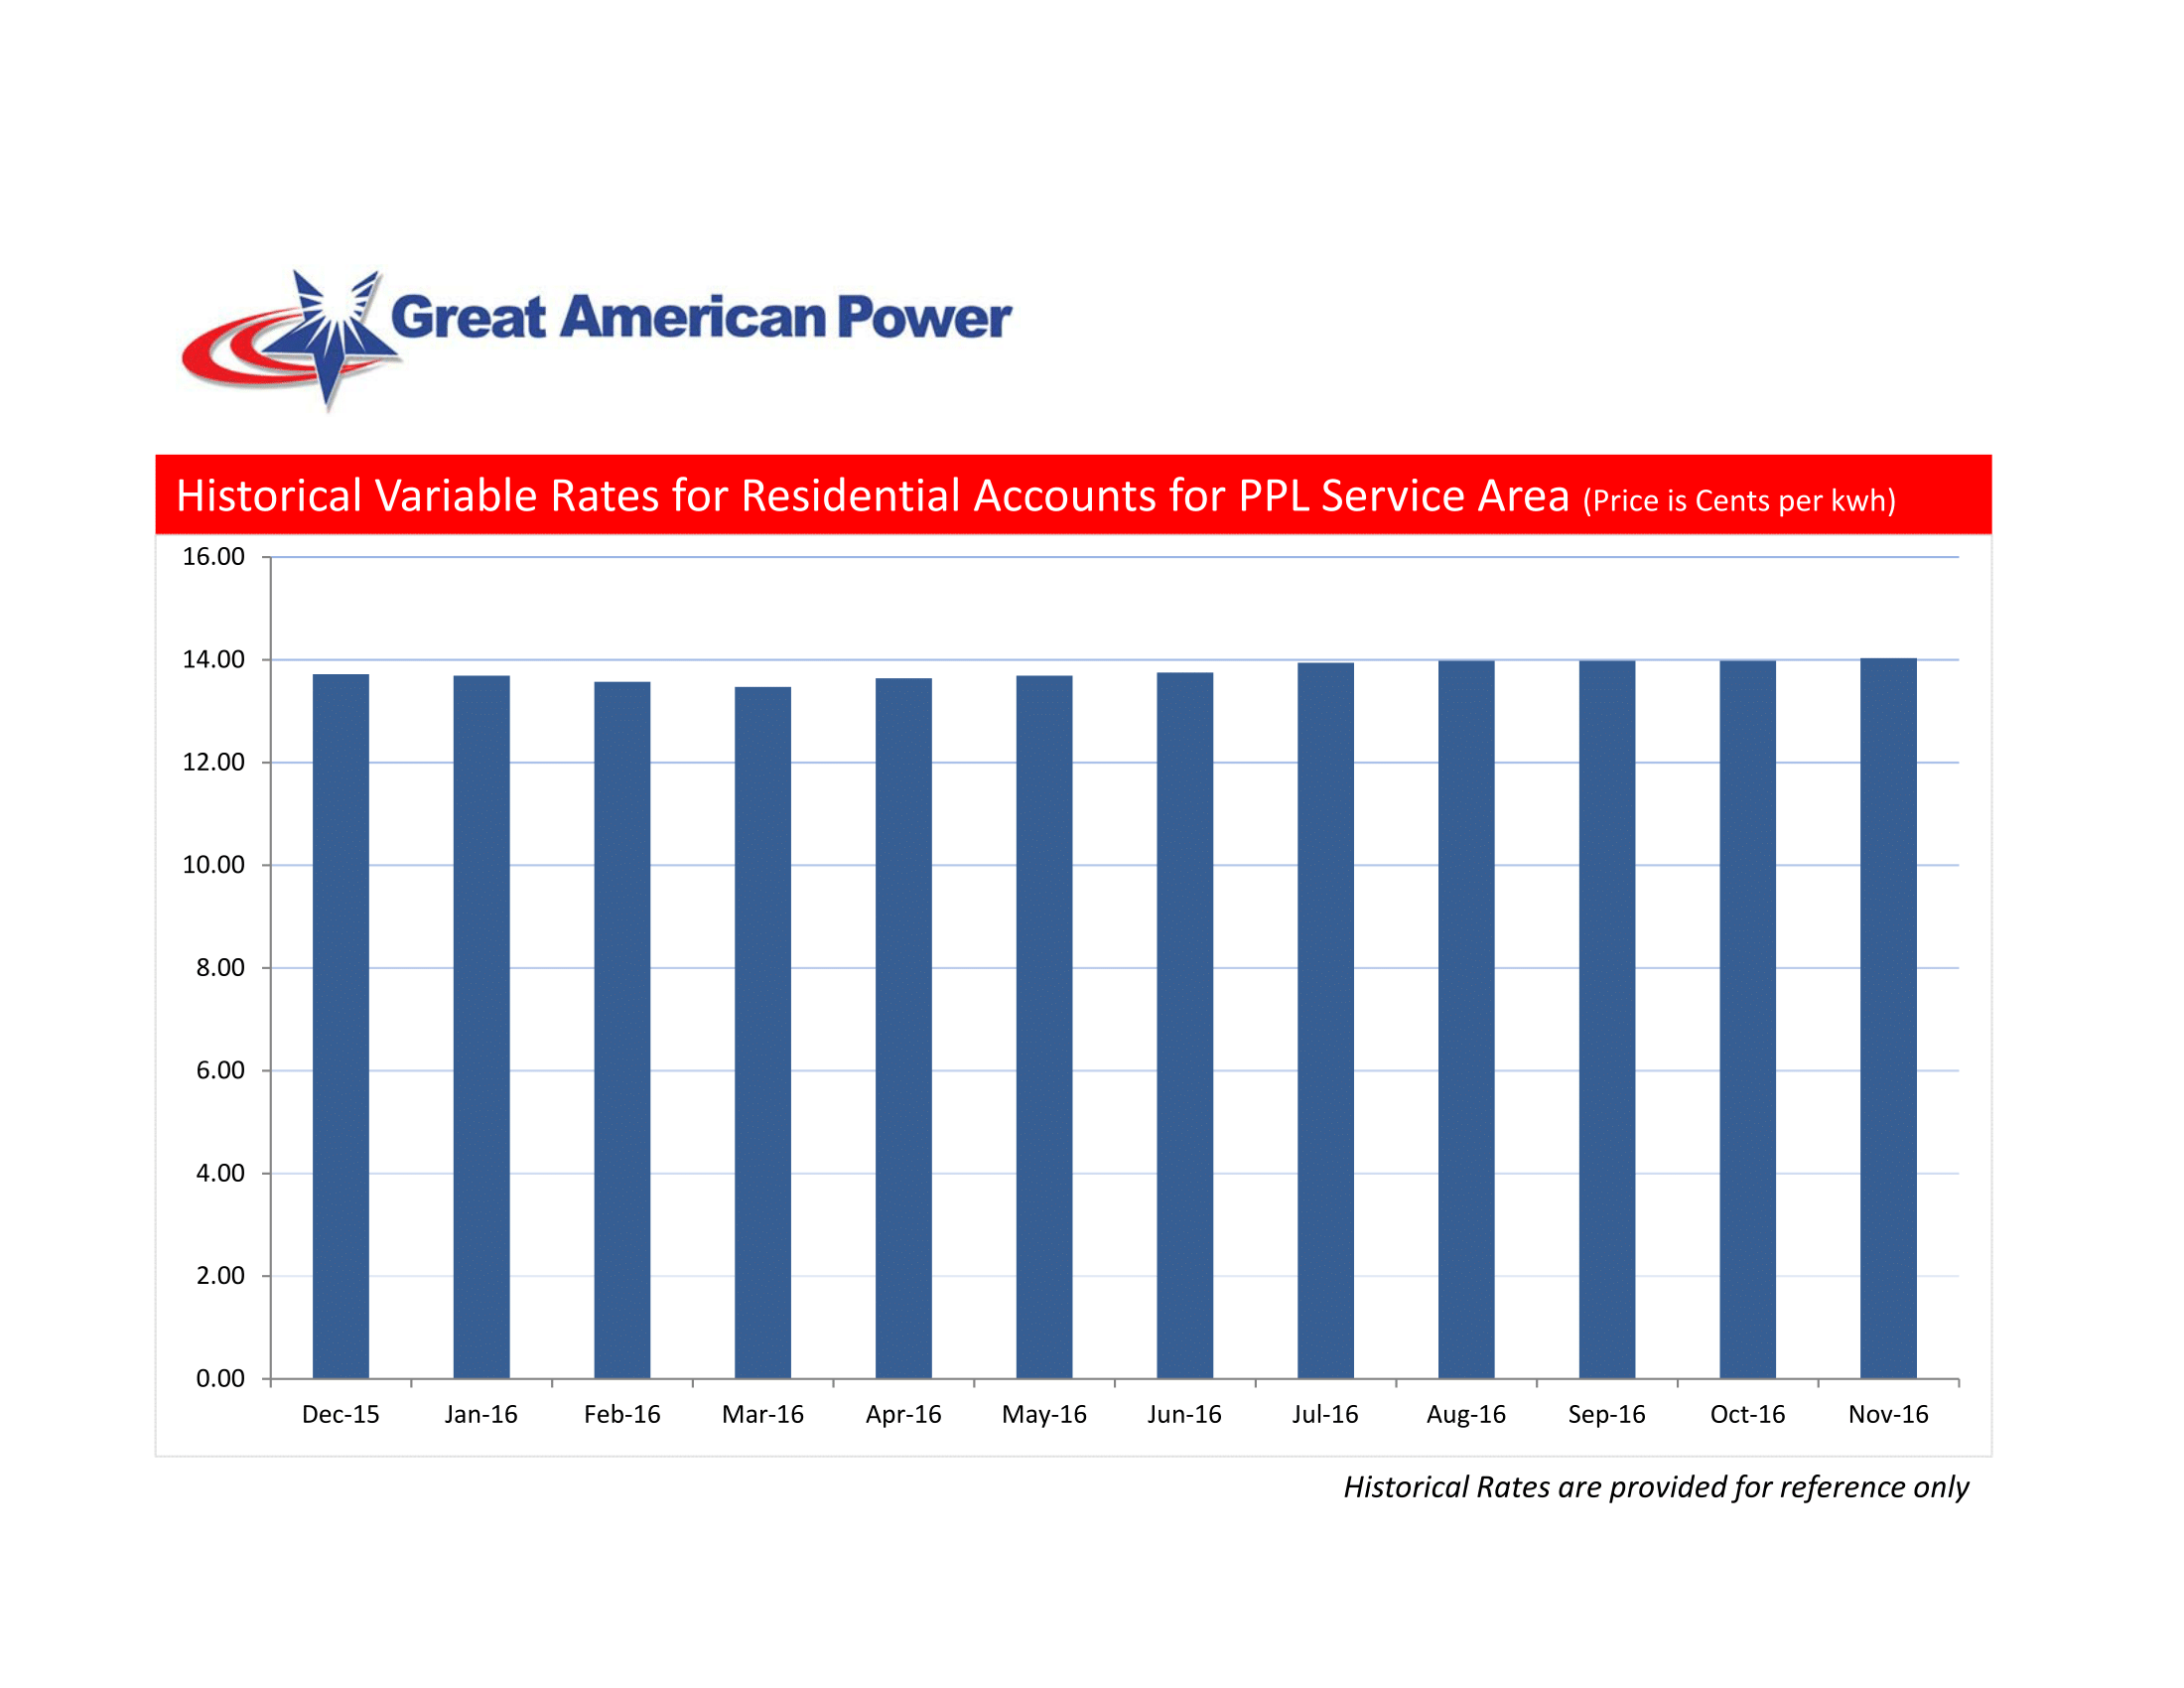 Great American Power
Historical Variable Rates for Residential Accounts for PPL Service Area (Price is Cents per kwh)
16.00
14.00
12.00
10.00
8.00
6.00
4.00
2.00
0.00
Dec-15 Jan-16 Feb-16 Mar-16 Apr-16 May-16 Jun-16 Jul-16 Aug-16 Sep-16 Oct-16 Nov-16
Historical Rates are provided for reference only